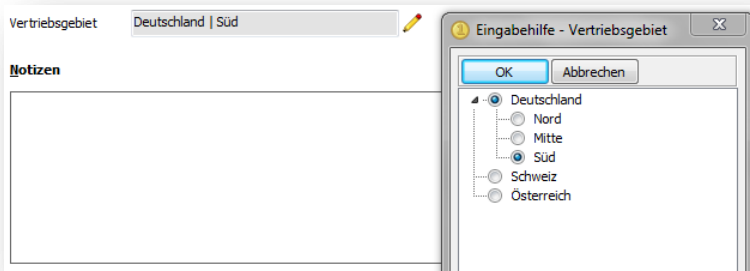 Vertriebsgebiet
Deutschland | Süd
Notizen
Eingabehilfe - Vertriebsgebiet
OK
Abbrechen
Deutschland
Nord
Mitte
Süd
Schweiz
Österreich